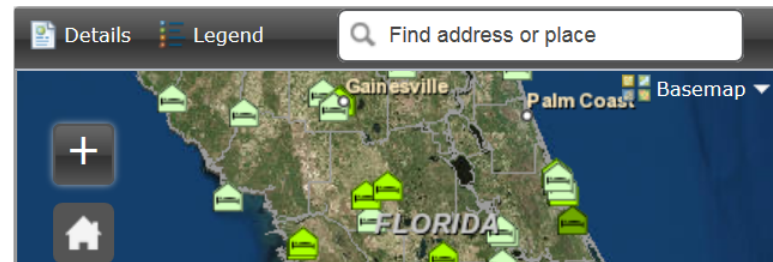 Details Legend Find address or place
Gainesville
Basemap
Palm Coast
FLORIDA